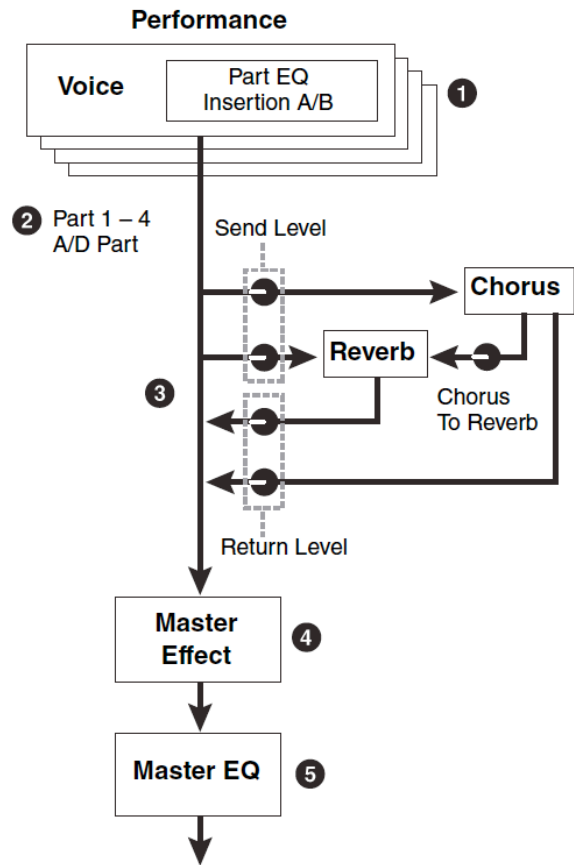 Performance
Voice
Part EQ
Insertion A/B
1
2 Part 1 – 4
A/D Part
Send Level
Chorus
Reverb
3
Chorus
To Reverb
Return Level
Master
Effect
4
Master EQ
5